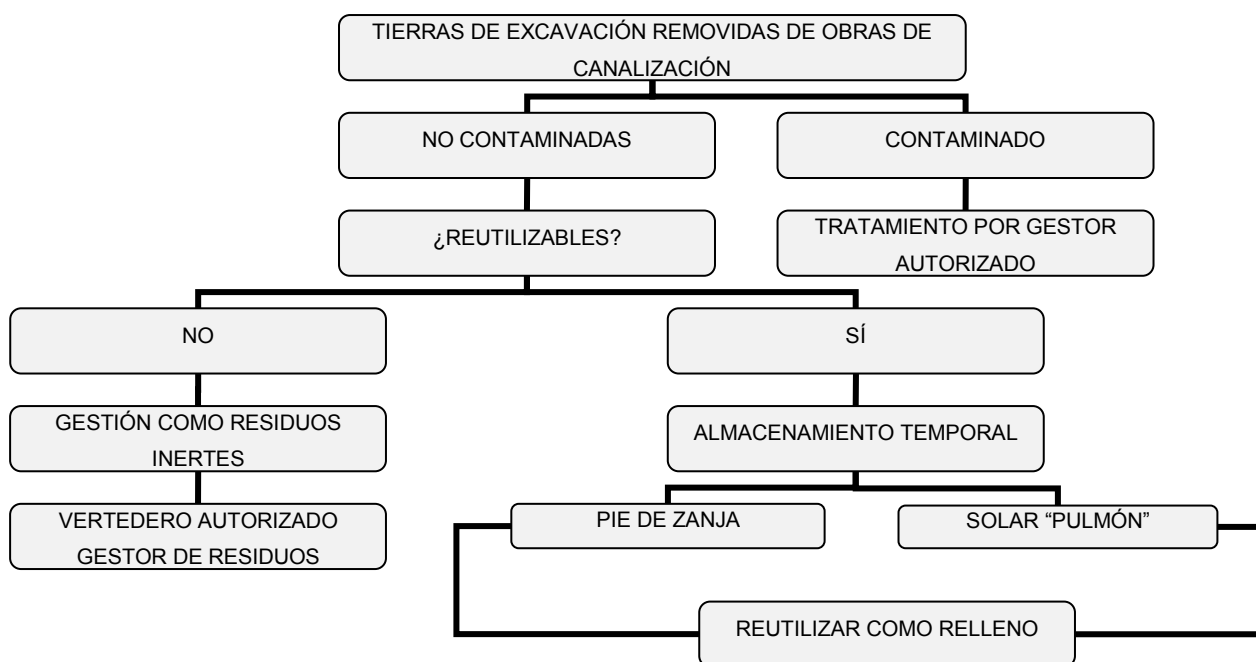 TIERRAS DE EXCAVACIÓN REMOVIDAS DE OBRAS DE
CANALIZACIÓN
NO CONTAMINADAS
CONTAMINADO
¿REUTILIZABLES?
TRATAMIENTO POR GESTOR
AUTORIZADO
NO
SÍ
GESTIÓN COMO RESIDUOS
INERTES
ALMACENAMIENTO TEMPORAL
VERTEDERO AUTORIZADO
GESTOR DE RESIDUOS
PIE DE ZANJA
SOLAR “PULMÓN”
REUTILIZAR COMO RELLENO